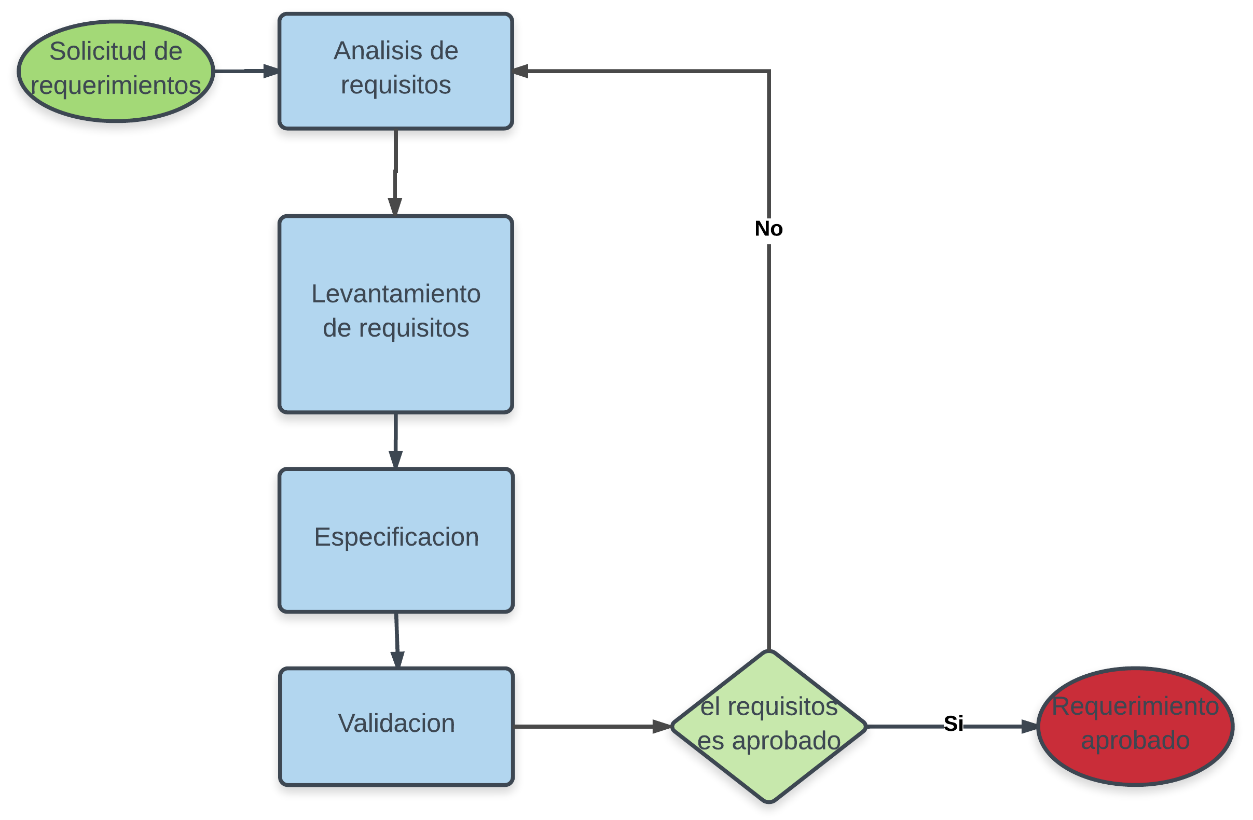 Solicitud de
requerimientos
Analisis de
requisitos
No
Levantamiento
de requisitos
Especificacion
Validacion
el requisitos
es aprobado
Si
Requerimiento
aprobado